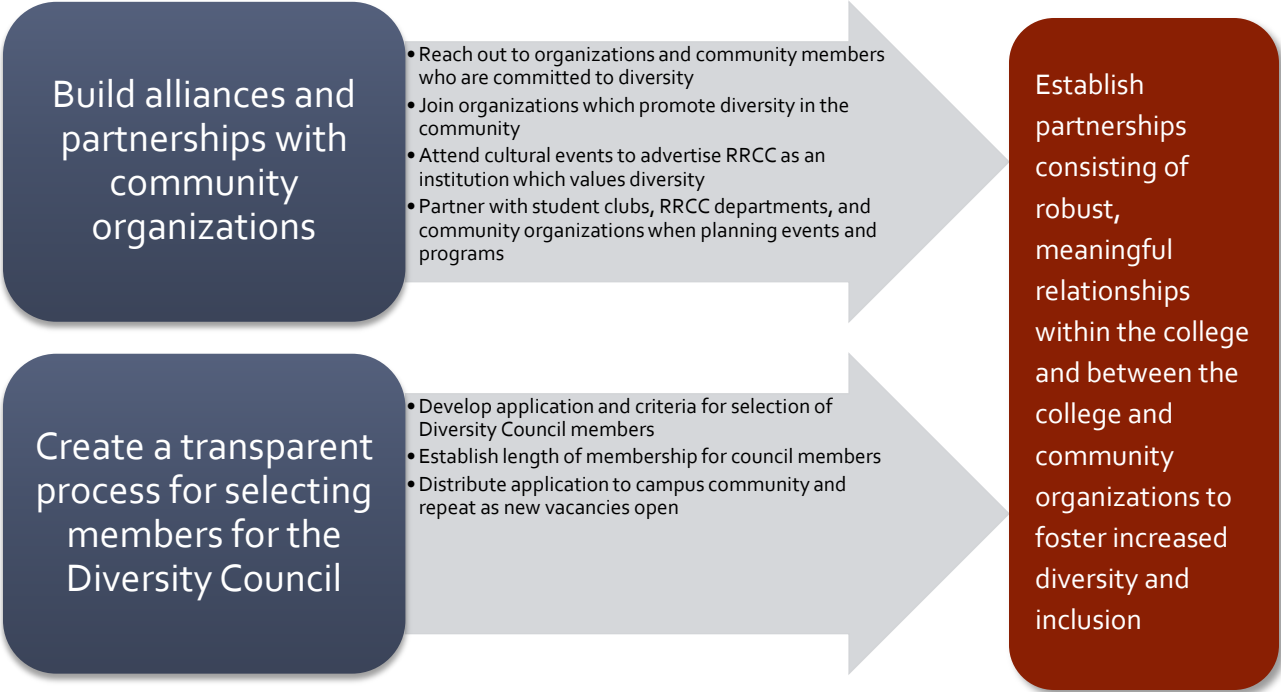 Build alliances and
partnerships with
community
organizations
• Reach out to organizations and community members
who are committed to diversity
• Join organizations which promote diversity in the
community
• Attend cultural events to advertise RRCC as an
institution which values diversity
• Partner with student clubs, RRCC departments, and
community organizations when planning events and
programs
Create a transparent
process for selecting
members for the
Diversity Council
• Develop application and criteria for selection of
Diversity Council members
• Establish length of membership for council members
• Distribute application to campus community and
repeat as new vacancies open
Establish
partnerships
consisting of
robust,
meaningful
relationships
within the college
and between the
college and
community
organizations to
foster increased
diversity and
inclusion